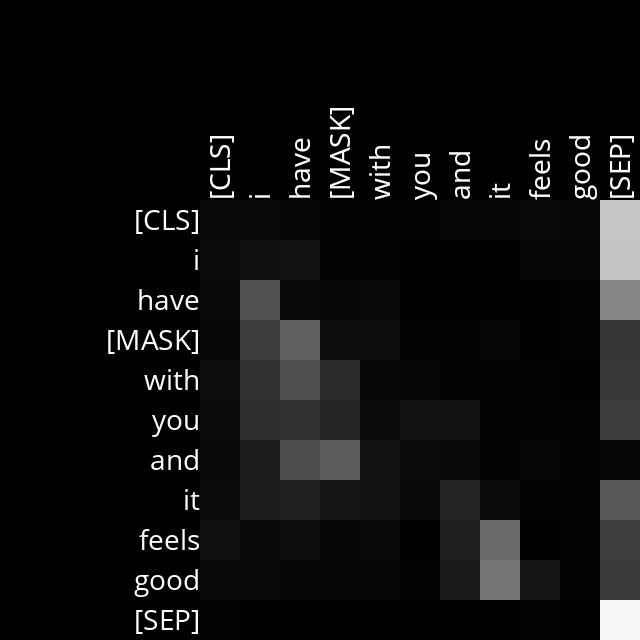 [CLS] i have [MASK] with you and it feels good [SEP]
[CLS]
i
have
[MASK]
with
you
and
it
feels
good
[SEP]